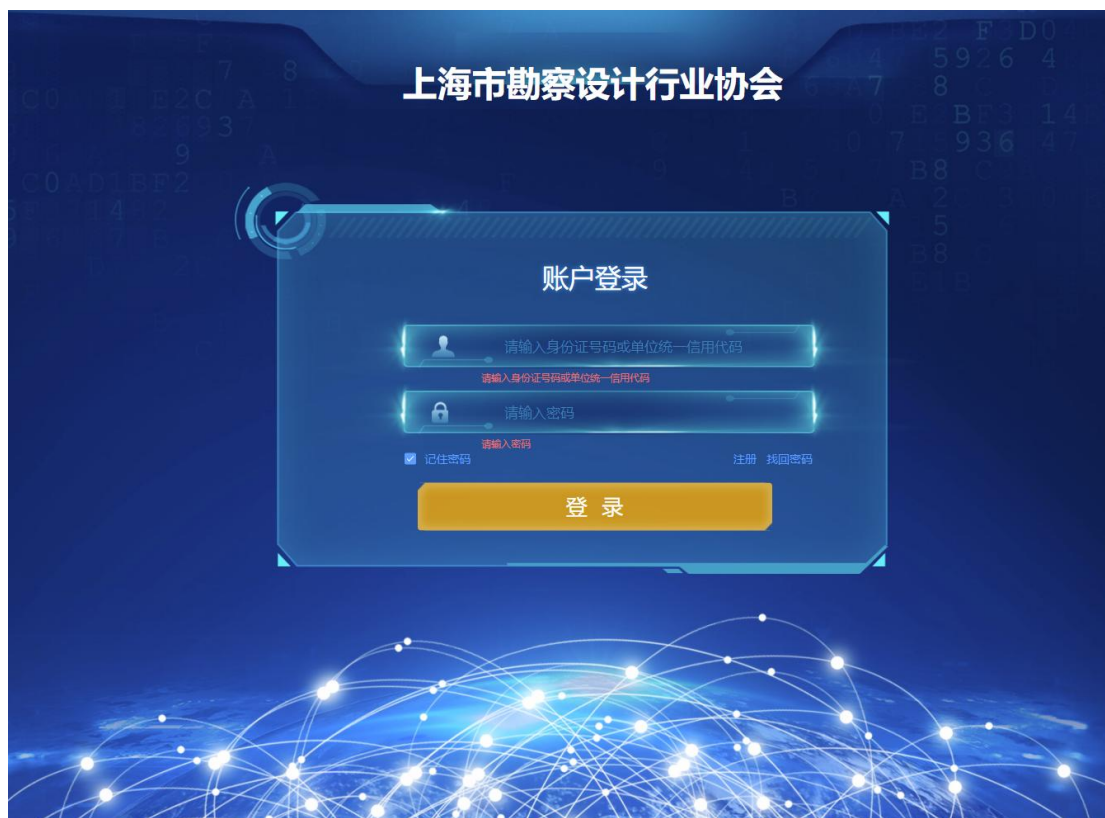 上海市勘察设计行业协会
账户登录
请输入身份证号码或单位统一信用代码
请输入身份证号码或单位统一信用代码
请输入密码
请输入密码
记住密码 注册 找回密码
登 录